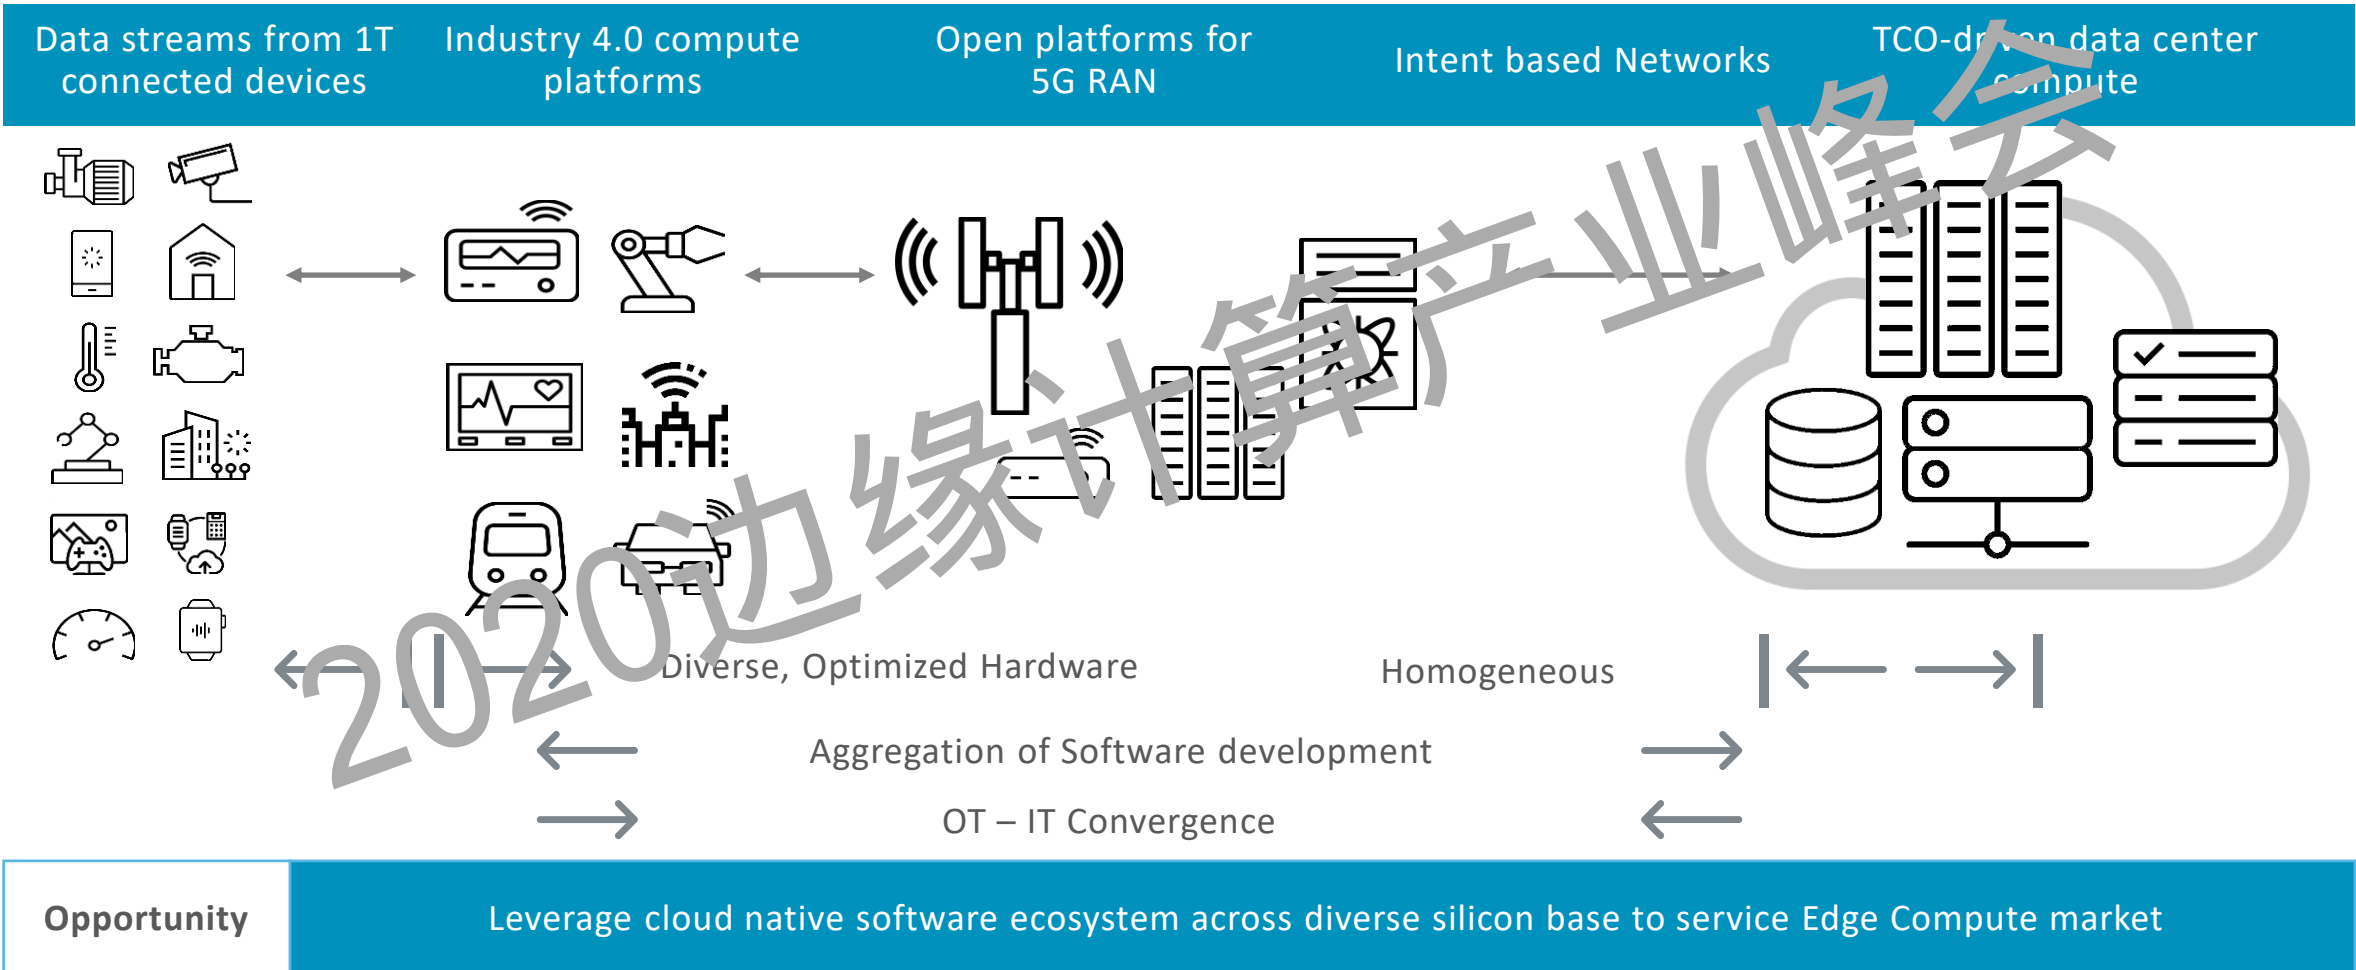 Data streams from 1T
connected devices
Industry 4.0 compute
platforms
Open platforms for
5G RAN
Intent based Networks
TCO-driven data center
compute
2020边缘计算产业峰会
Diverse, Optimized Hardware
Homogeneous
Aggregation of Software development
OT – IT Convergence
Opportunity
Leverage cloud native software ecosystem across diverse silicon base to service Edge Compute market